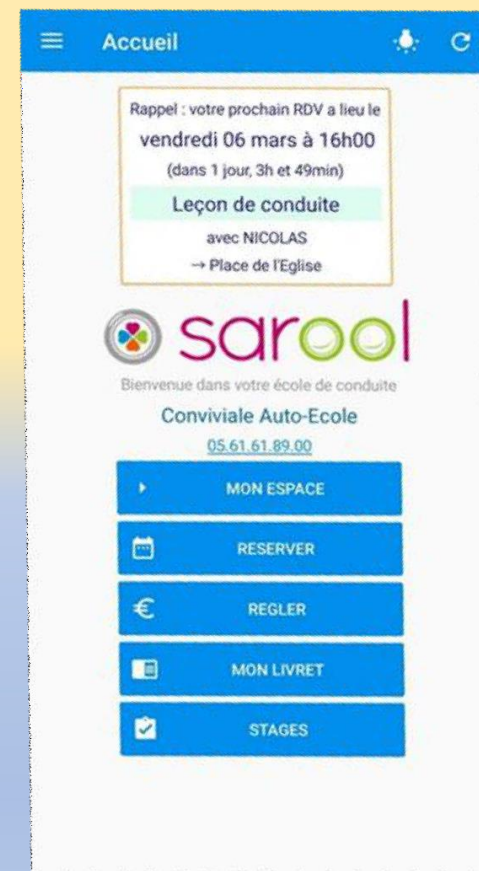 Accueil
Rappel : votre prochain RDV a lieu le
vendredi 06 mars à 16h00
(dans 1 jour, 3h et 49min)
Leçon de conduite
avec NICOLAS
→ Place de l'Eglise
sarool
Bienvenue dans votre école de conduite
Conviviale Auto-Ecole
05.61.61.89.00
MON ESPACE
RESERVER
€ REGLER
MON LIVRET
STAGES